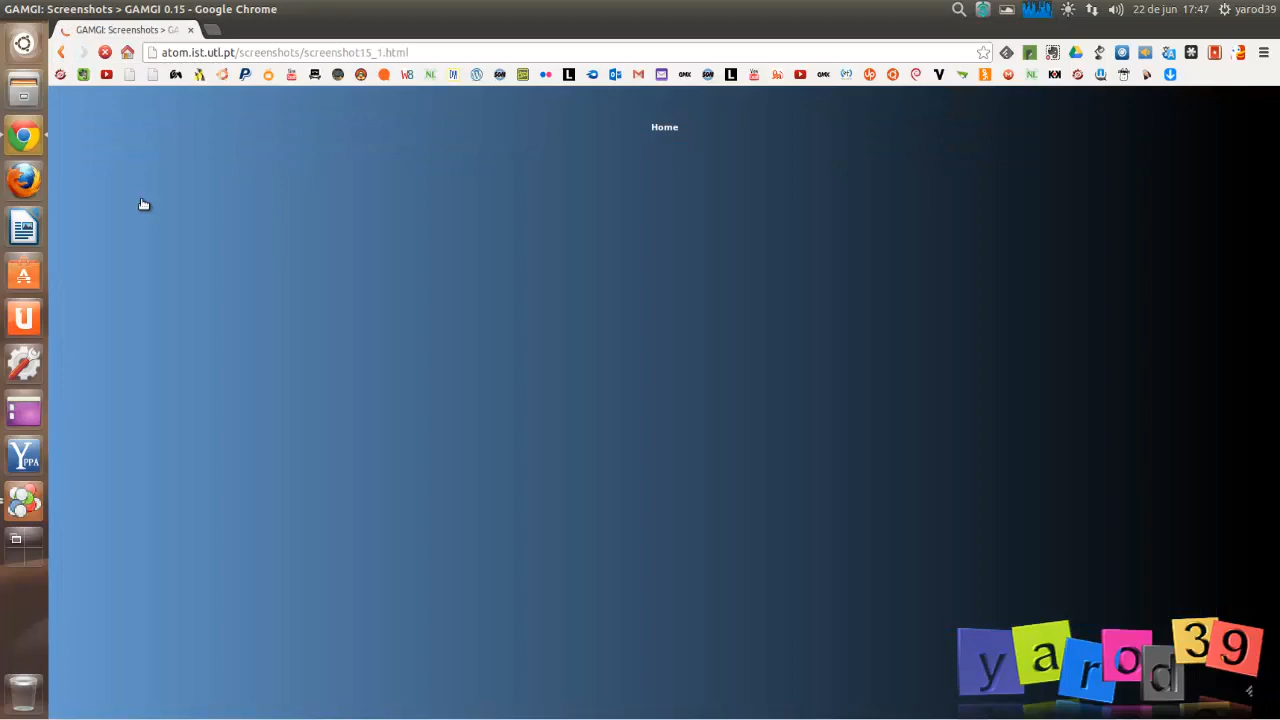 GAMGI: Screenshots > GAMGI 0.15 - Google Chrome
22 de jun 17:47 yarod39
GAMGI: Screenshots > GA
atom.ist.utl.pt/screenshots/screenshot15_1.html
Home
YPPA
yarod39